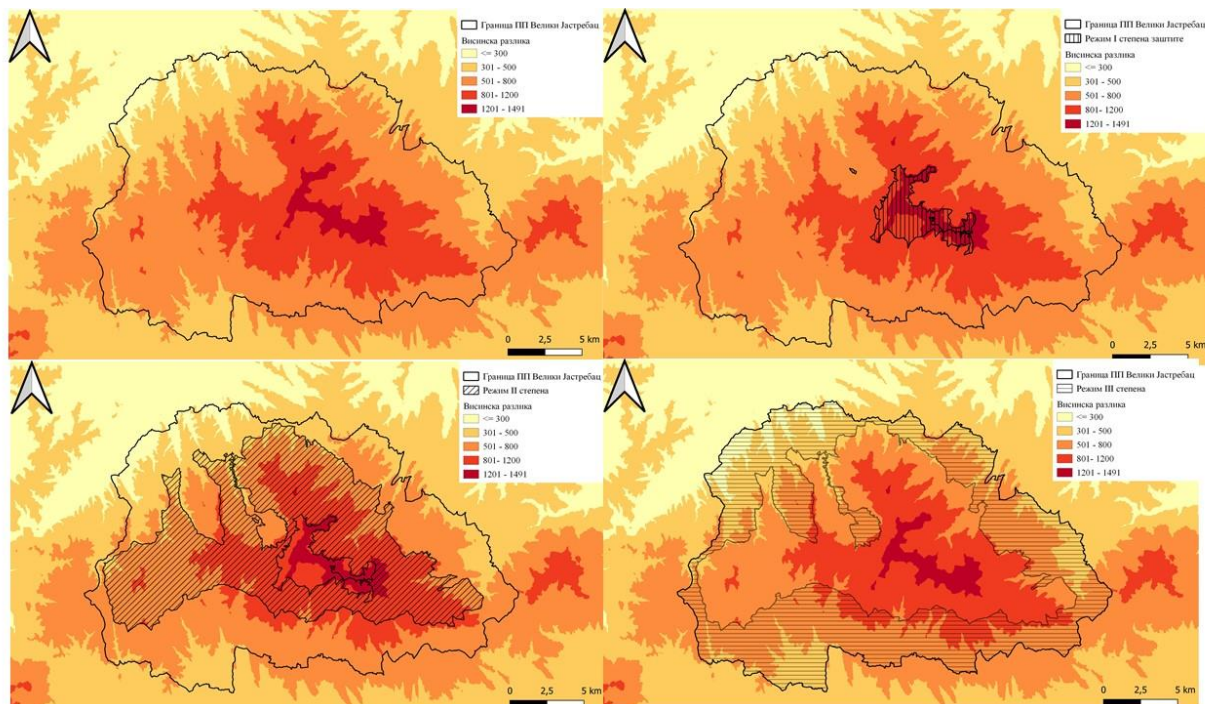 Граница ПП Велики Јастребац
Висинска разлика
<= 300
301 - 500
501 - 800
801- 1200
1201 - 1491
0 2,5 5 km
Граница ПП Велики Јастребац
Режим I степена заштите
Висинска разлика
<= 300
301 - 500
501 - 800
801- 1200
1201 - 1491
0 2,5 5 km
Граница ПП Велики Јастребац
Режим II степена
Висинска разлика
<= 300
301 - 500
501 - 800
801- 1200
1201 - 1491
0 2,5 5 km
Граница ПП Велики Јастребац
Режим III степена
Висинска разлика
<= 300
301 - 500
501 - 800
801- 1200
1201 - 1491
0 2,5 5 km